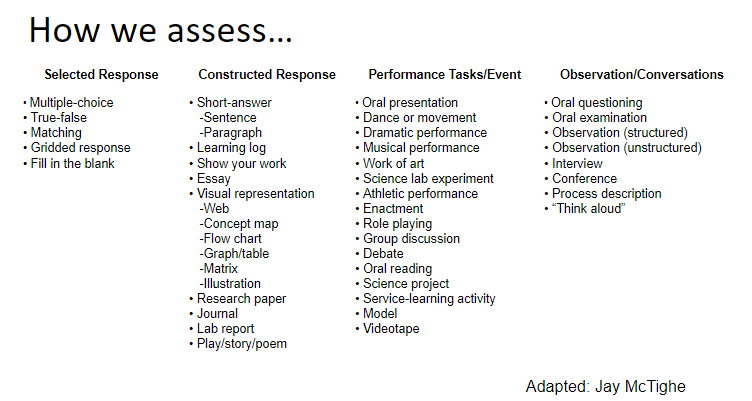 How we assess...
Selected Response
• Multiple-choice
• True-false
• Matching
• Gridded response
• Fill in the blank
Constructed Response
• Short-answer
-Sentence
-Paragraph
• Learning log
• Show your work
• Essay
• Visual representation
-Web
-Concept map
-Flow chart
-Graph/table
-Matrix
-Illustration
• Research paper
• Journal
• Lab report
• Play/story/poem
Performance Tasks/Event
• Oral presentation
• Dance or movement
• Dramatic performance
• Musical performance
• Work of art
• Science lab experiment
• Athletic performance
• Enactment
• Role playing
• Group discussion
• Debate
• Oral reading
• Science project
• Service-learning activity
• Model
• Videotape
Observation/Conversations
• Oral questioning
• Oral examination
• Observation (structured)
• Observation (unstructured)
• Interview
• Conference
• Process description
• “Think aloud”
Adapted: Jay McTighe